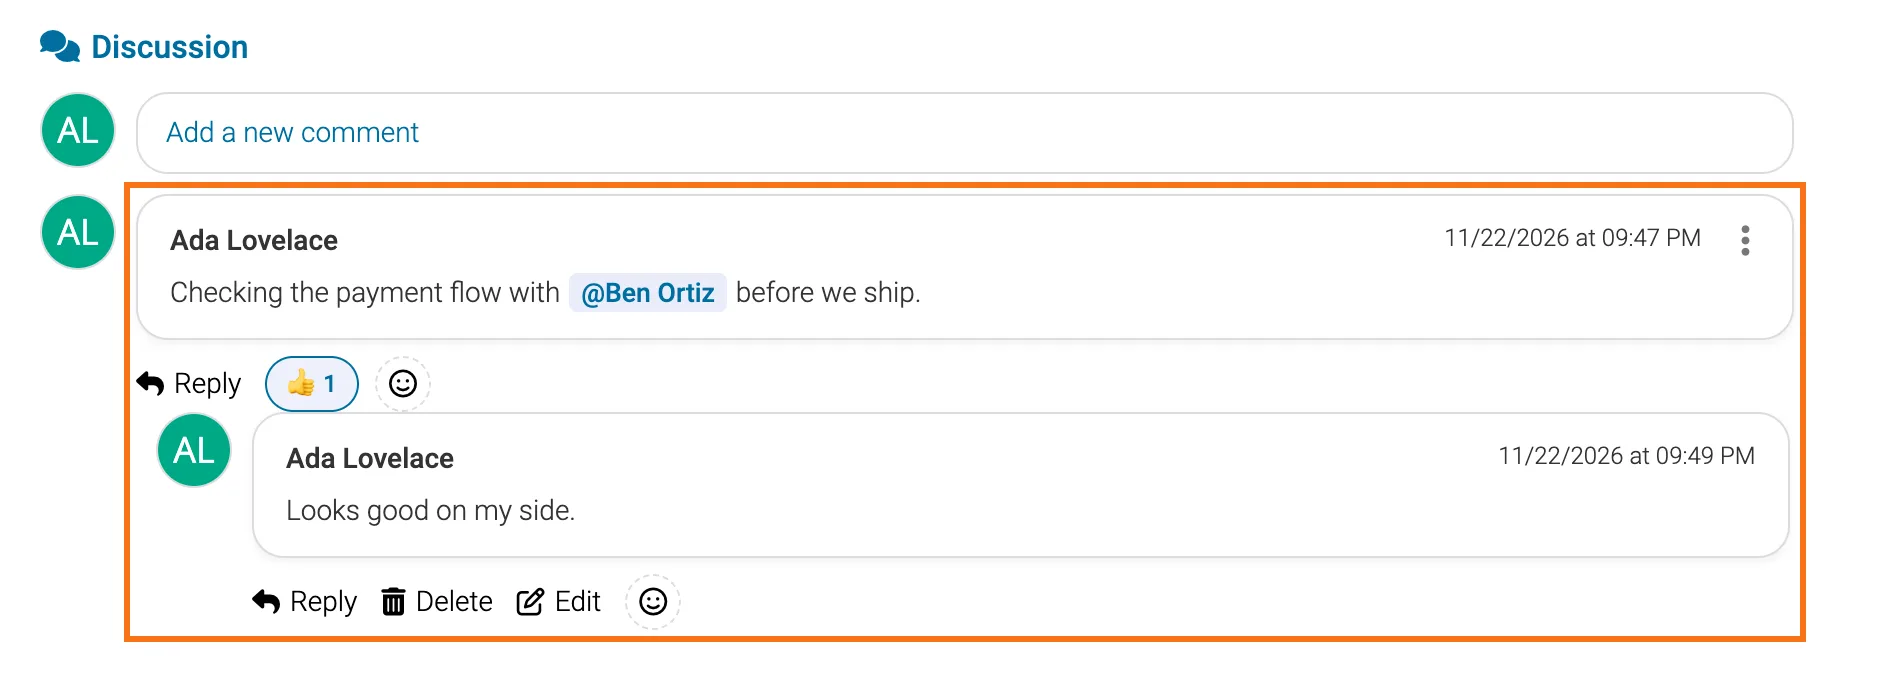 Discussion
AL
Add a new comment
AL
Ada Lovelace
11/22/2026 at 09:47 PM
Checking the payment flow with @Ben Ortiz before we ship.
Reply
👍 1
AL
Ada Lovelace
11/22/2026 at 09:49 PM
Looks good on my side.
Reply
Delete
Edit